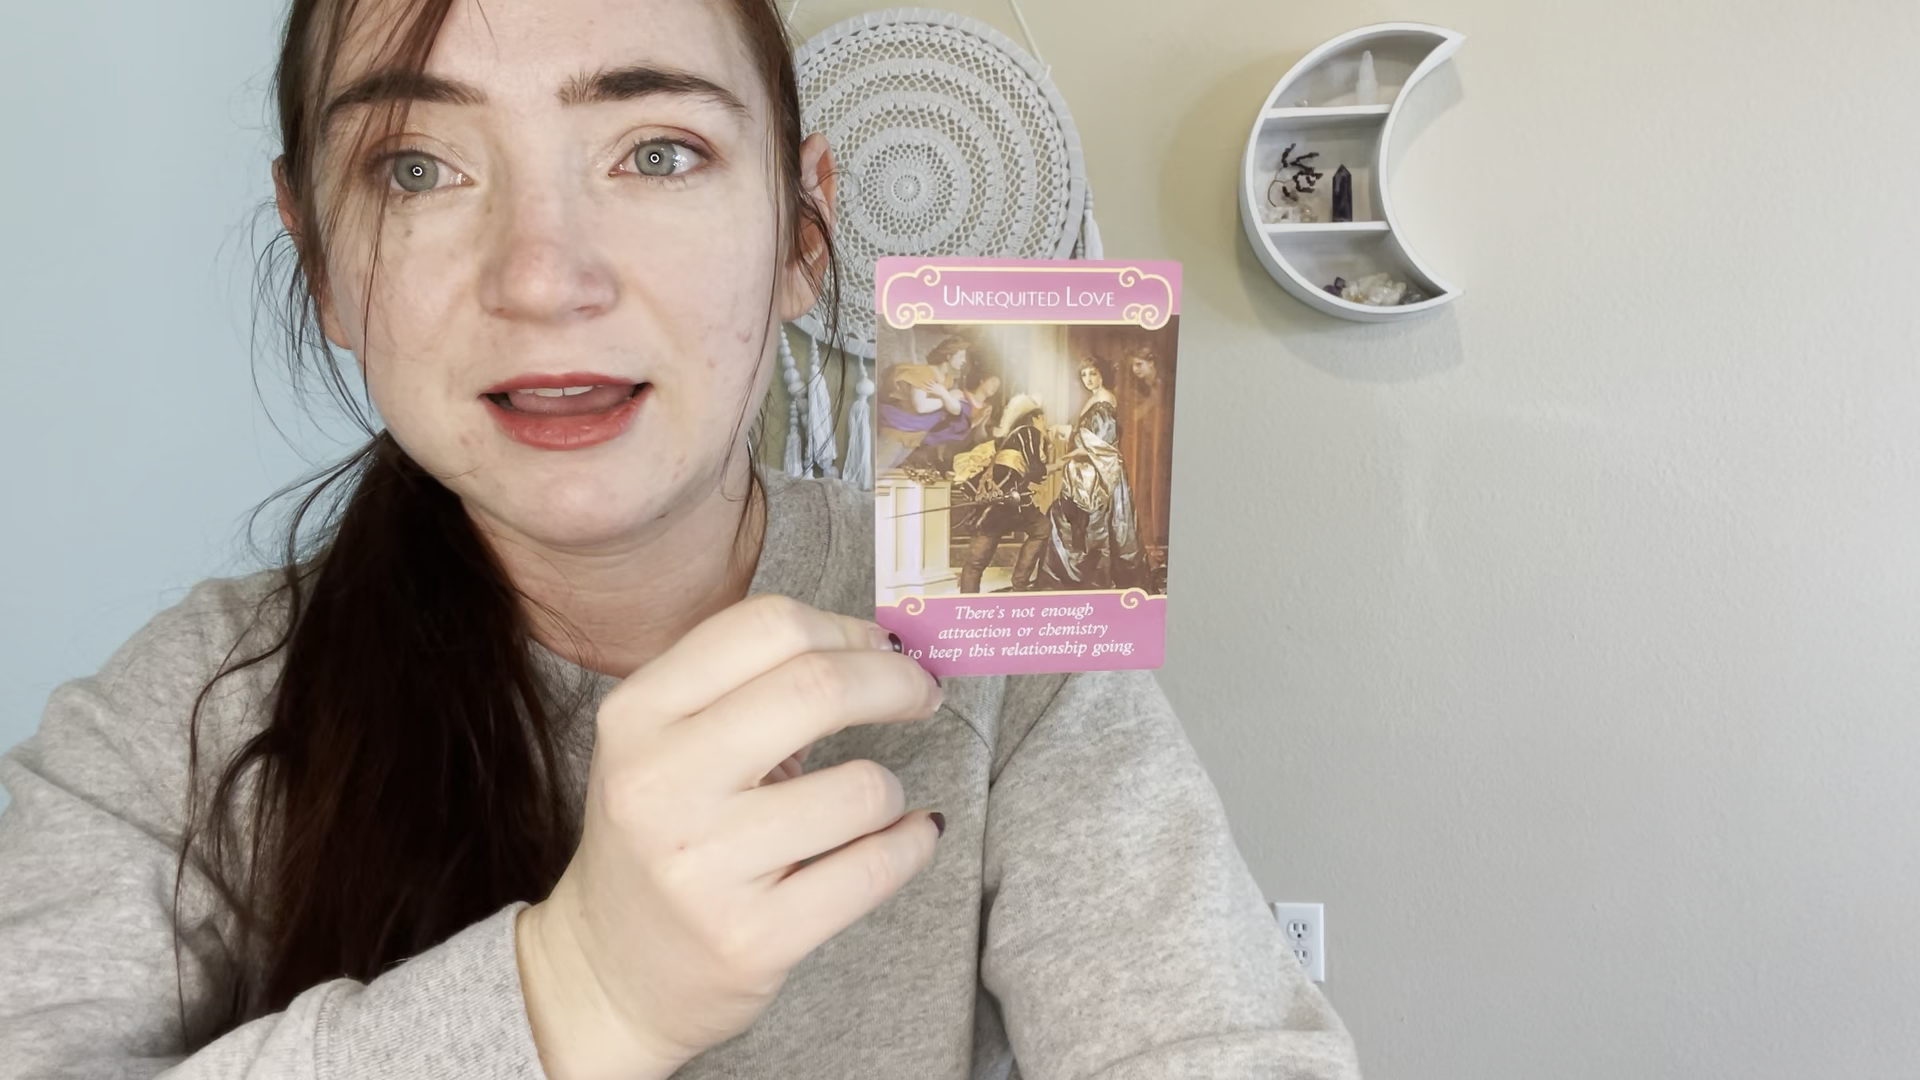 UNREQUITED LOVE
There's not enough
attraction or chemistry
to keep this relationship going.